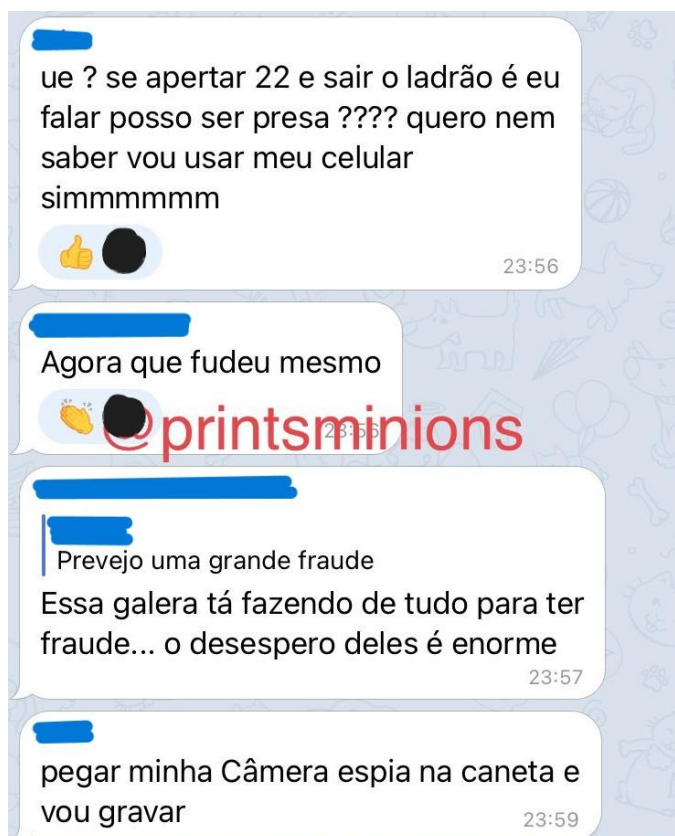 ue ? se apertar 22 e sair o ladrão é eu
falar posso ser presa ???? quero nem
saber vou usar meu celular
simmmmmm
23:56
Agora que fudeu mesmo
23:56
@printsminions
Prevejo uma grande fraude
Essa galera tá fazendo de tudo para ter
fraude... o desespero deles é enorme
23:57
pegar minha Câmera espia na caneta e
vou gravar
23:59